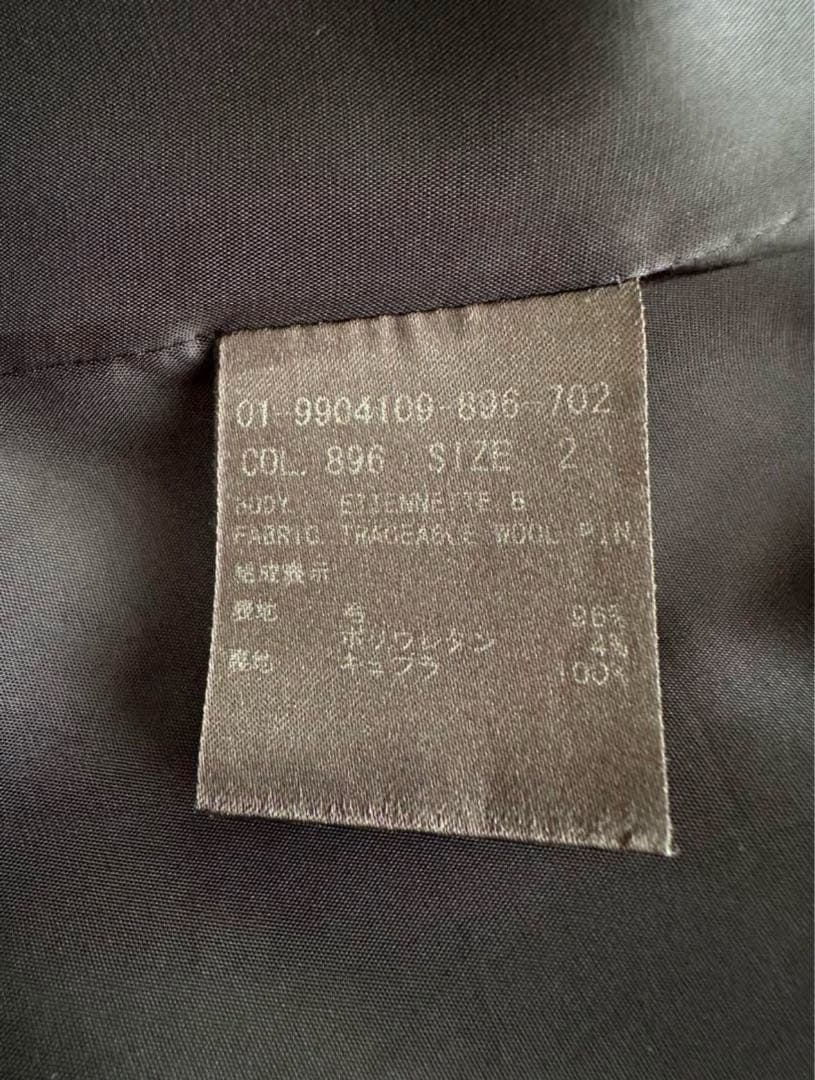 01-9904109-896-702
COL. 896 SIZE 2
BODY ETIENNETTE B
FABRIC TRACEABLE WOOL PIN
組成表示
表地 毛 96%
ポリウレタン 4%
裏地 キュプラ 100%